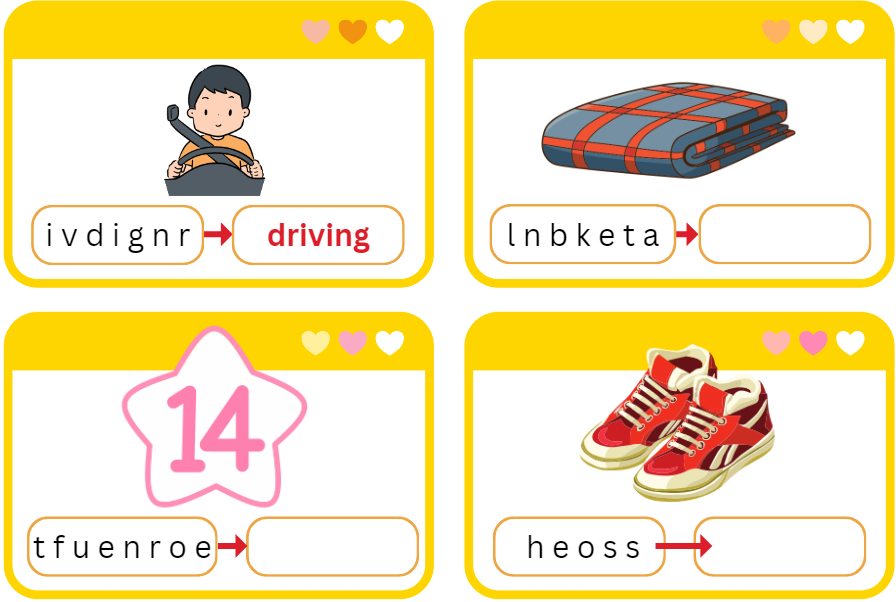 i v d i g n r driving
l n b k e t a
14
t f u e n r o e
h e o s s